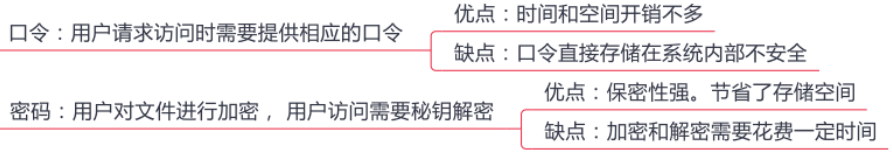 口令：用户请求访问时需要提供相应的口令
优点：时间和空间开销不多
缺点：口令直接存储在系统内部不安全
密码：用户对文件进行加密，用户访问需要秘钥解密
优点：保密性强。节省了存储空间
缺点：加密和解密需要花费一定时间